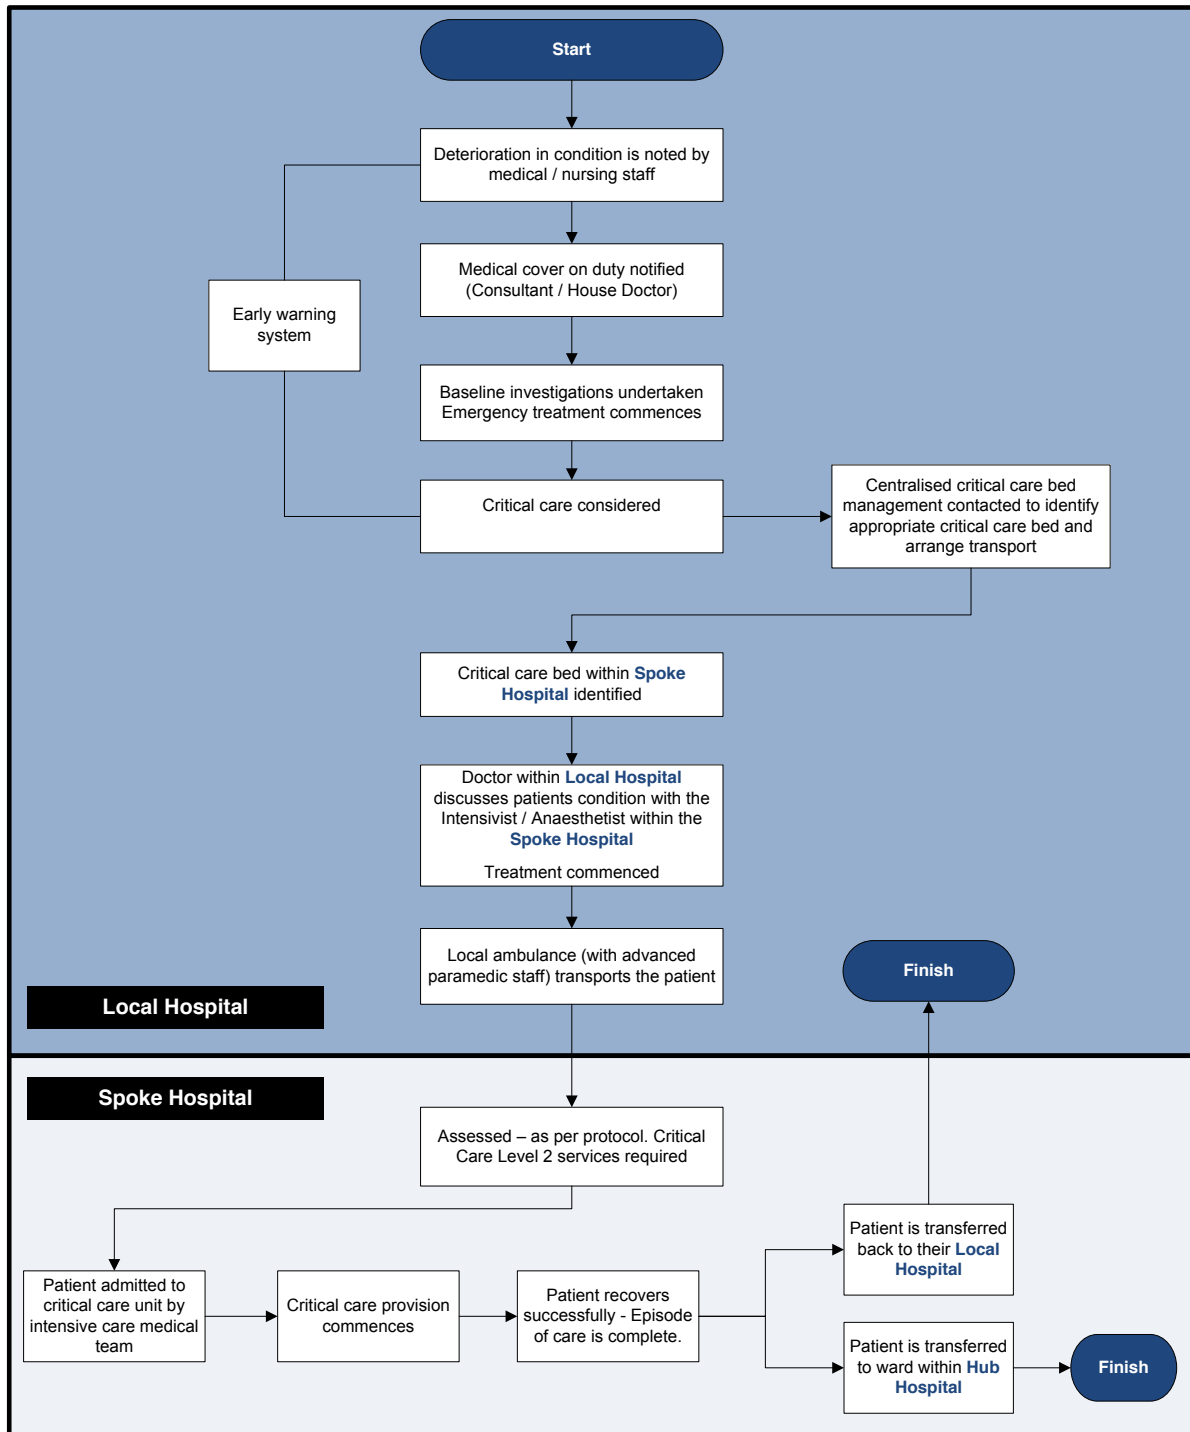 Start
Deterioration in condition is noted by
medical / nursing staff
Medical cover on duty notified
(Consultant / House Doctor)
Early warning
system
Baseline investigations undertaken
Emergency treatment commences
Critical care considered
Centralised critical care bed
management contacted to identify
appropriate critical care bed and
arrange transport
Critical care bed within Spoke
Hospital identified
Doctor within Local Hospital
discusses patients condition with the
Intensivist / Anaesthetist within the
Spoke Hospital
Treatment commenced
Local ambulance (with advanced
paramedic staff) transports the patient
Finish
Local Hospital
Spoke Hospital
Assessed – as per protocol. Critical
Care Level 2 services required
Patient admitted to
critical care unit by
intensive care medical
team
Critical care provision
commences
Patient recovers
successfully - Episode
of care is complete.
Patient is transferred
back to their Local
Hospital
Patient is transferred
to ward within Hub
Hospital
Finish